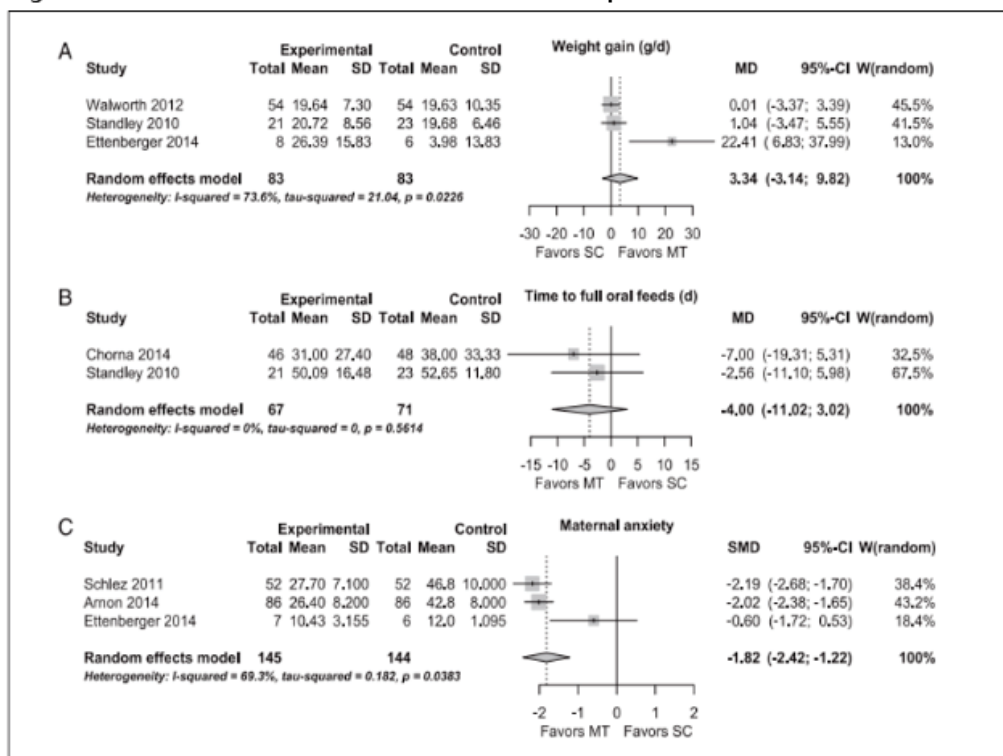 A
Experimental Control Weight gain (g/d)
Study Total Mean SD Total Mean SD MD 95%-CI W(random)
Walworth 2012 54 19.64 7.30 54 19.63 10.35 0.01 (-3.37; 3.39) 45.5%
Standley 2010 21 20.72 8.56 23 19.68 6.46 1.04 (-3.47; 5.55) 41.5%
Ettenberger 2014 8 26.39 15.83 6 3.98 13.83 22.41 ( 6.83; 37.99) 13.0%
Random effects model 83 83 3.34 (-3.14; 9.82) 100%
Heterogeneity: I-squared = 73.6%, tau-squared = 21.04, p = 0.0226
-30 -20 -10 0 10 20 30
Favors SC Favors MT
B
Experimental Control Time to full oral feeds (d)
Study Total Mean SD Total Mean SD MD 95%-CI W(random)
Chorna 2014 46 31.00 27.40 48 38.00 33.33 -7.00 (-19.31; 5.31) 32.5%
Standley 2010 21 50.09 16.48 23 52.65 11.80 -2.56 (-11.10; 5.98) 67.5%
Random effects model 67 71 -4.00 (-11.02; 3.02) 100%
Heterogeneity: I-squared = 0%, tau-squared = 0, p = 0.5614
-15 -10 -5 0 5 10 15
Favors MT Favors SC
C
Experimental Control Maternal anxiety
Study Total Mean SD Total Mean SD SMD 95%-CI W(random)
Schlez 2011 52 27.70 7.100 52 46.8 10.000 -2.19 (-2.68; -1.70) 38.4%
Arnon 2014 86 26.40 8.200 86 42.8 8.000 -2.02 (-2.38; -1.65) 43.2%
Ettenberger 2014 7 10.43 3.155 6 12.0 1.095 -0.60 (-1.72; 0.53) 18.4%
Random effects model 145 144 -1.82 (-2.42; -1.22) 100%
Heterogeneity: I-squared = 69.3%, tau-squared = 0.182, p = 0.0383
-2 -1 0 1 2
Favors MT Favors SC